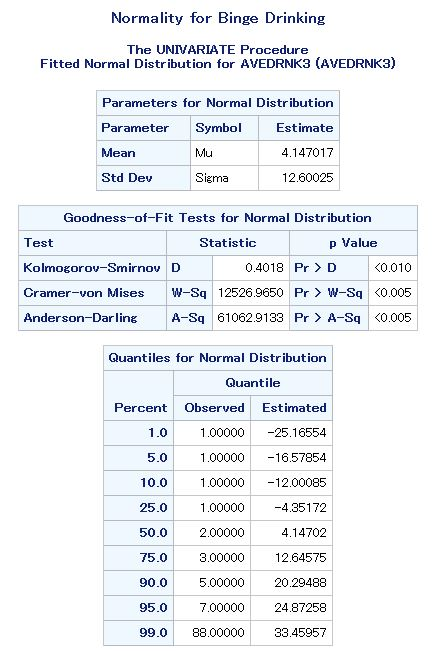 Normality for Binge Drinking
The UNIVARIATE Procedure
Fitted Normal Distribution for AVEDRNK3 (AVEDRNK3)
Parameters for Normal Distribution
Parameter Symbol Estimate
Mean Mu 4.147017
Std Dev Sigma 12.60025
Goodness-of-Fit Tests for Normal Distribution
Test Statistic p Value
Kolmogorov-Smirnov D 0.4018 Pr > D <0.010
Cramer-von Mises W-Sq 12526.9650 Pr > W-Sq <0.005
Anderson-Darling A-Sq 61062.9133 Pr > A-Sq <0.005
Quantiles for Normal Distribution
Quantile
Percent Observed Estimated
1.0 1.00000 -25.16554
5.0 1.00000 -16.57854
10.0 1.00000 -12.00085
25.0 1.00000 -4.35172
50.0 2.00000 4.14702
75.0 3.00000 12.64575
90.0 5.00000 20.29488
95.0 7.00000 24.87258
99.0 88.00000 33.45957